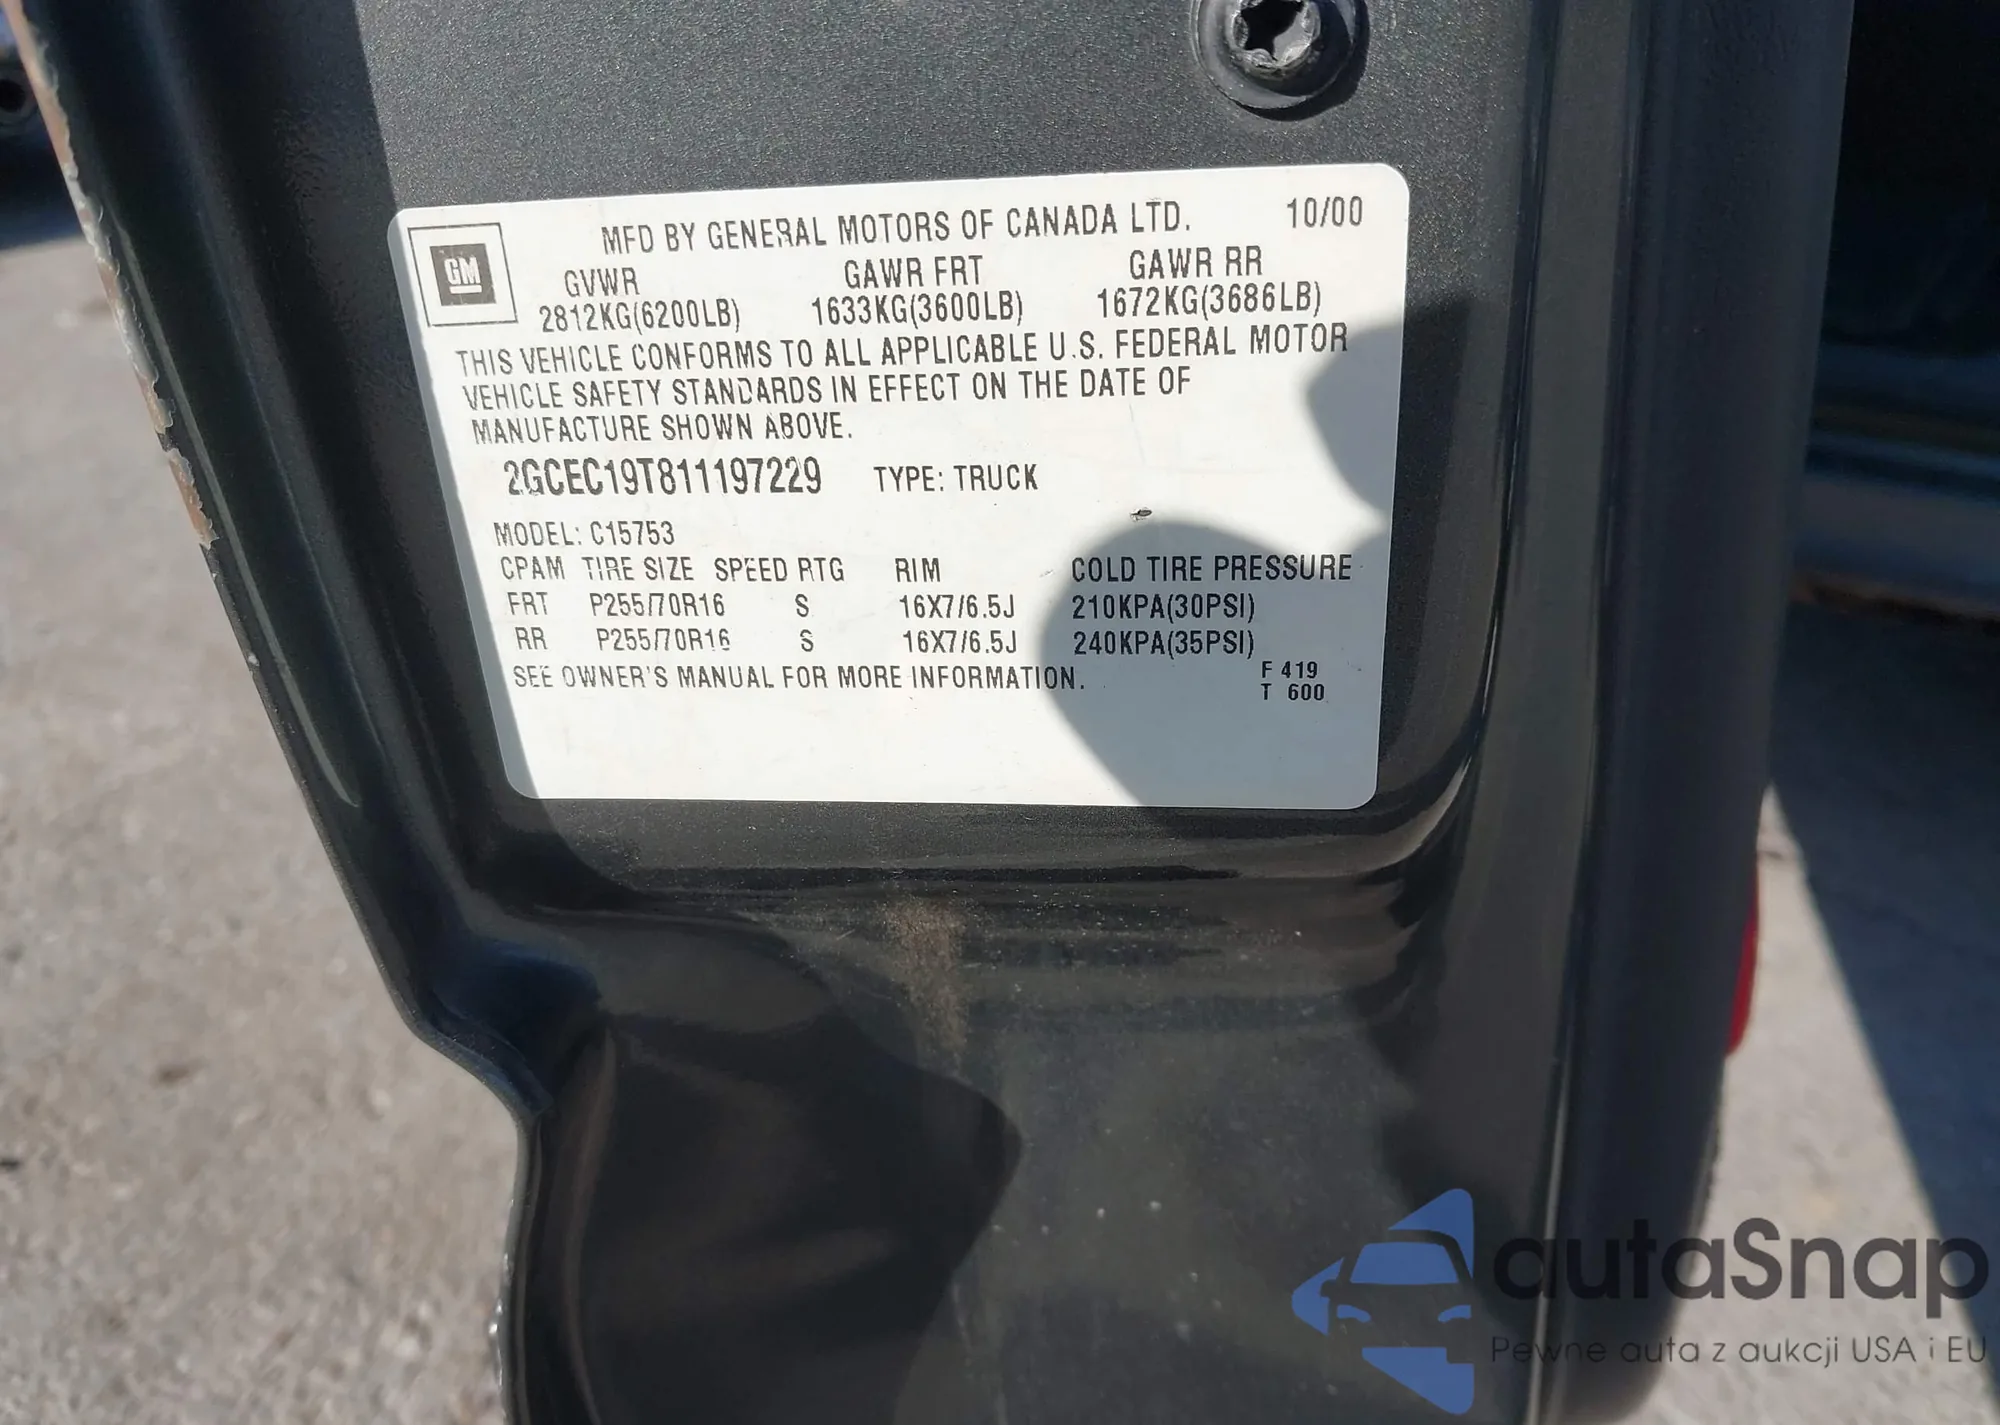 GM
MFD BY GENERAL MOTORS OF CANADA LTD. 10/00
GVWR GAWR FRT GAWR RR
2812KG(6200LB) 1633KG(3600LB) 1672KG(3686LB)
THIS VEHICLE CONFORMS TO ALL APPLICABLE U.S. FEDERAL MOTOR
VEHICLE SAFETY STANDARDS IN EFFECT ON THE DATE OF
MANUFACTURE SHOWN ABOVE.
2GCEC19T811197229 TYPE: TRUCK
MODEL: C15753
CPAM TIRE SIZE SPEED RTG RIM COLD TIRE PRESSURE
FRT P255/70R16 S 16X7/6.5J 210KPA(30PSI)
RR P255/70R16 S 16X7/6.5J 240KPA(35PSI)
SEE OWNER'S MANUAL FOR MORE INFORMATION. F 419
T 600
autaSnap
Pewne auta z aukcji USA i EU